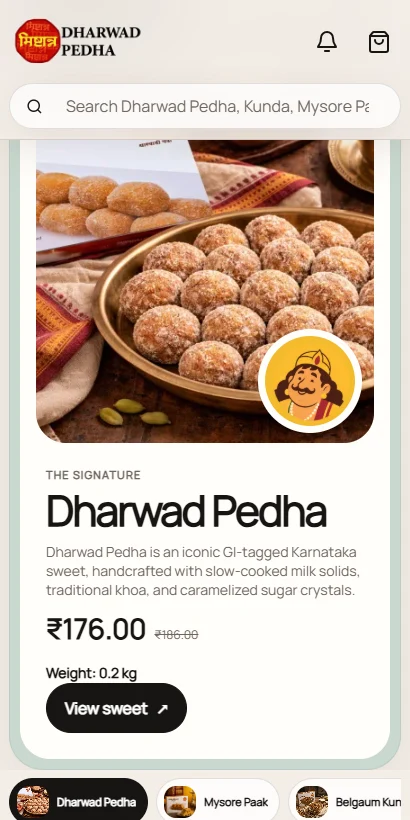 मिष्टान्न
DHARWAD
PEDHA
Search Dharwad Pedha, Kunda, Mysore Pa
THE SIGNATURE
Dharwad Pedha
Dharwad Pedha is an iconic GI-tagged Karnataka
sweet, handcrafted with slow-cooked milk solids,
traditional khoa, and caramelized sugar crystals.
₹176.00 ₹186.00
Weight: 0.2 kg
View sweet ↗
Dharwad Pedha
Mysore Paak
Belgaum Kun